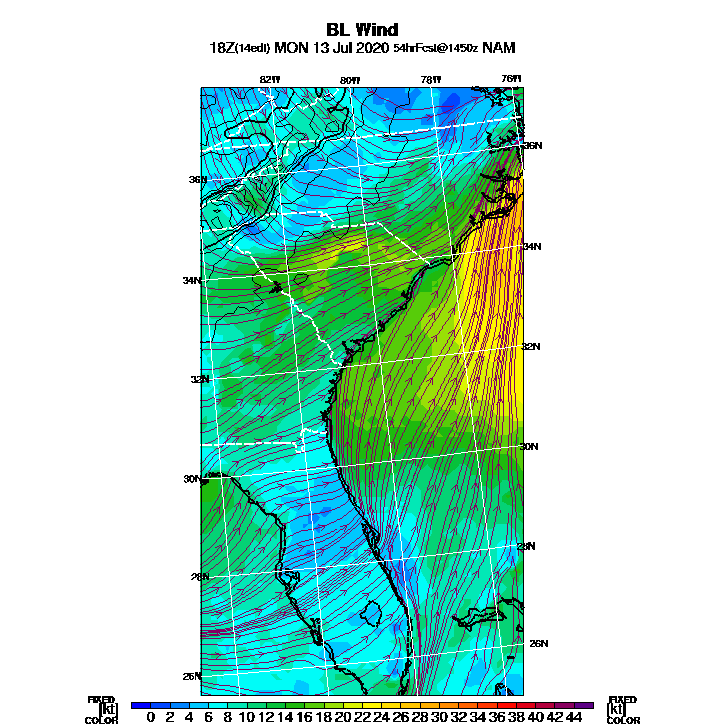 BL Wind
18Z(14edt) MON 13 Jul 2020 54hrFcst@1450z NAM
82W 80W 78W 76W
36N
36N
34N
34N
32N
32N
30N
30N
28N
28N
26N
26N
FIXED [kt] COLOR
0 2 4 6 8 10 12 14 16 18 20 22 24 26 28 30 32 34 36 38 40 42 44
FIXED [kt] COLOR